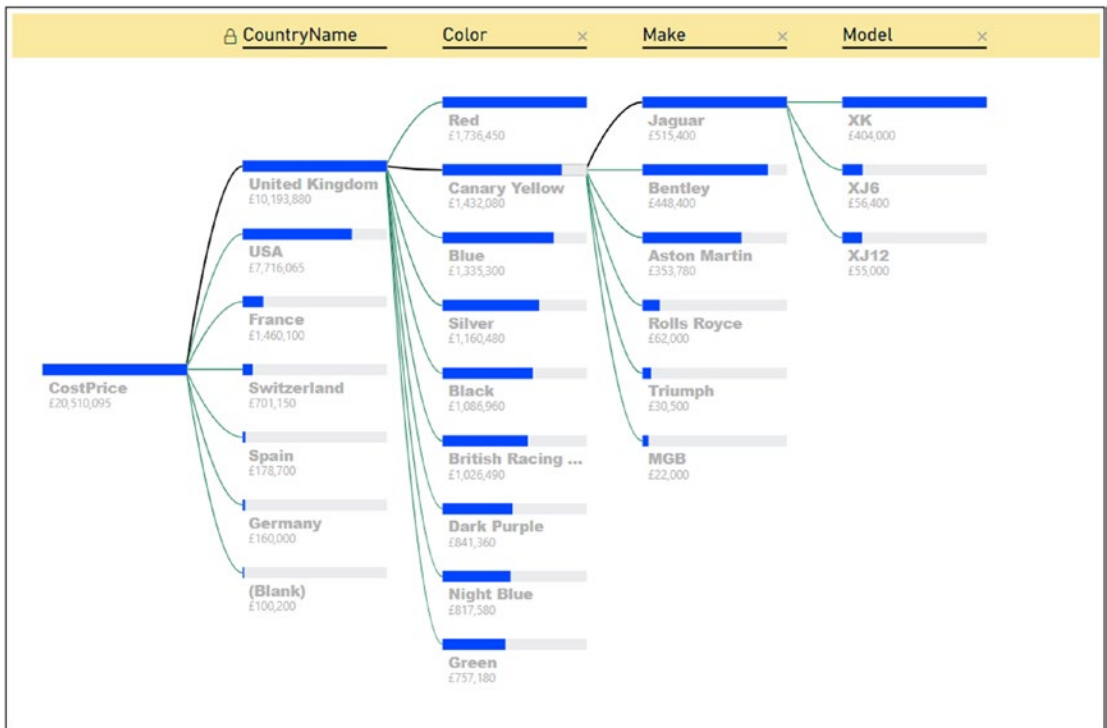 CountryName
Color
Make
Model
CostPrice
£20,510,095
United Kingdom
£10,193,880
USA
£7,716,065
France
£1,460,100
Switzerland
£701,150
Spain
£178,700
Germany
£160,000
(Blank)
£100,200
Red
£1,736,450
Canary Yellow
£1,432,080
Blue
£1,335,300
Silver
£1,160,480
Black
£1,086,960
British Racing ...
£1,026,490
Dark Purple
£841,360
Night Blue
£817,580
Green
£757,180
Jaguar
£515,400
Bentley
£448,400
Aston Martin
£353,780
Rolls Royce
£62,000
Triumph
£30,500
MGB
£22,000
XK
£404,000
XJ6
£56,400
XJ12
£55,000